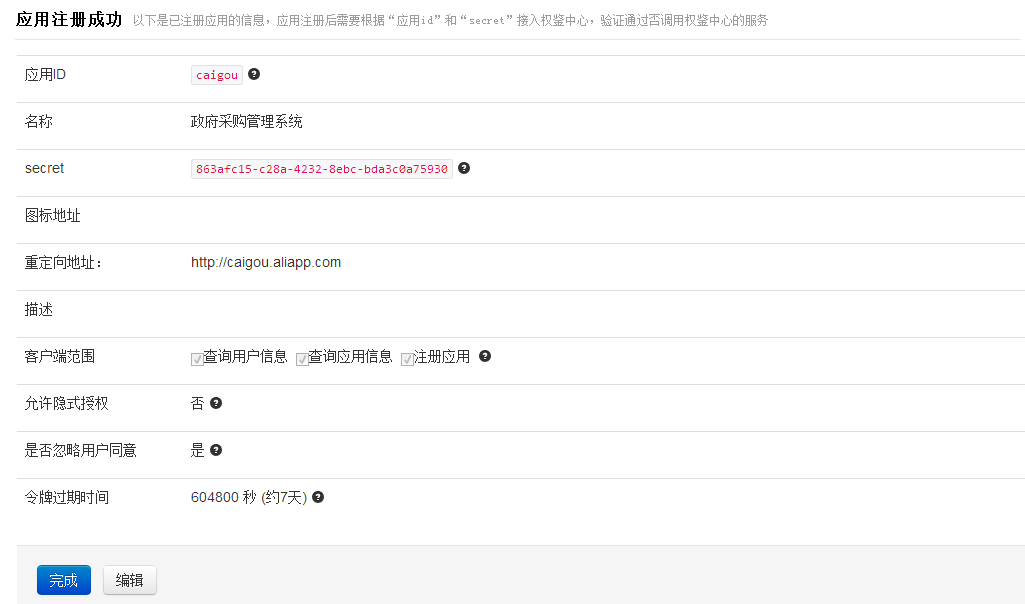 应用注册成功 以下是已注册应用的信息，应用注册后需要根据“应用id”和“secret”接入权鉴中心，验证通过否调用权鉴中心的服务
应用ID caigou
名称 政府采购管理系统
secret 863afc15-c28a-4232-8ebc-bda3c0a75930
图标地址
重定向地址： http://caigou.aliapp.com
描述
客户端范围 查询用户信息 查询应用信息 注册应用
允许隐式授权 否
是否忽略用户同意 是
令牌过期时间 604800 秒 (约7天)
完成 编辑